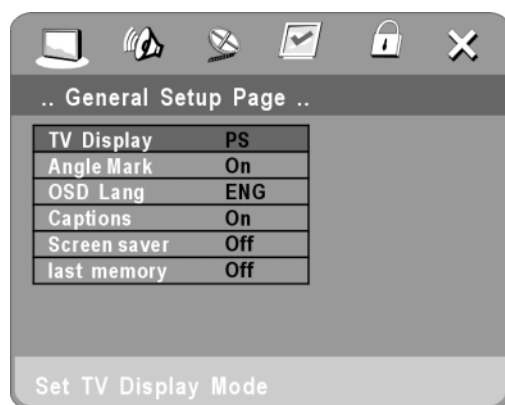 .. General Setup Page ..
TV Display PS
Angle Mark On
OSD Lang ENG
Captions On
Screen saver Off
last memory Off
Set TV Display Mode